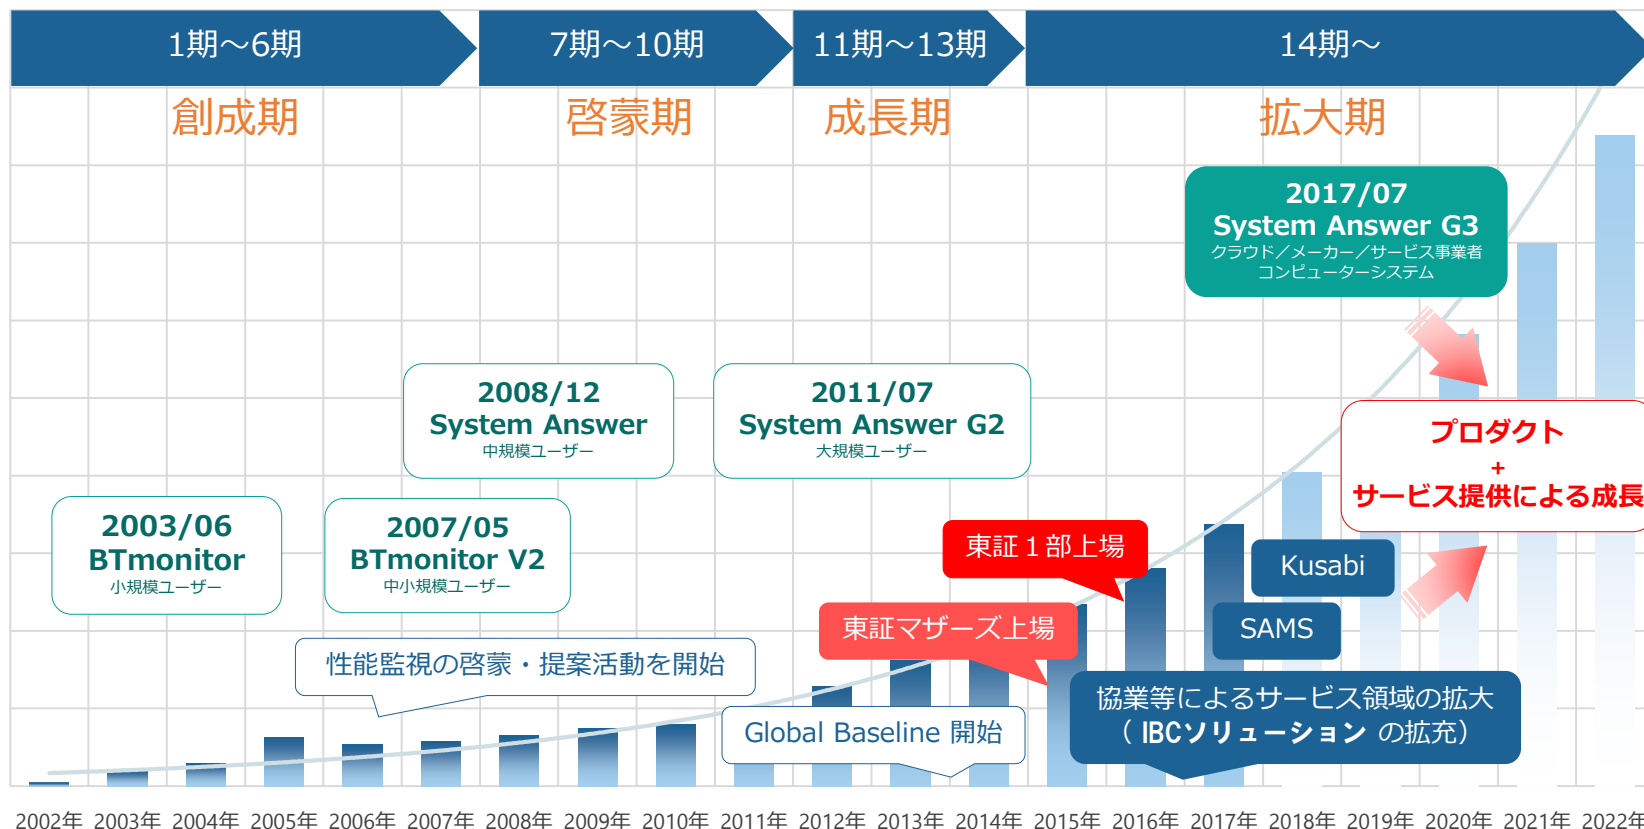 1期～6期
7期～10期
11期～13期
14期～
創成期
啓蒙期
成長期
拡大期
2017/07
System Answer G3
クラウド／メーカー／サービス事業者
コンピューターシステム
2008/12
System Answer
中規模ユーザー
2011/07
System Answer G2
大規模ユーザー
プロダクト
+
サービス提供による成長
2003/06
BTmonitor
小規模ユーザー
2007/05
BTmonitor V2
中小規模ユーザー
東証１部上場
Kusabi
東証マザーズ上場
SAMS
性能監視の啓蒙・提案活動を開始
Global Baseline 開始
協業等によるサービス領域の拡大
（ IBCソリューション の拡充）
2002年 2003年 2004年 2005年 2006年 2007年 2008年 2009年 2010年 2011年 2012年 2013年 2014年 2015年 2016年 2017年 2018年 2019年 2020年 2021年 2022年